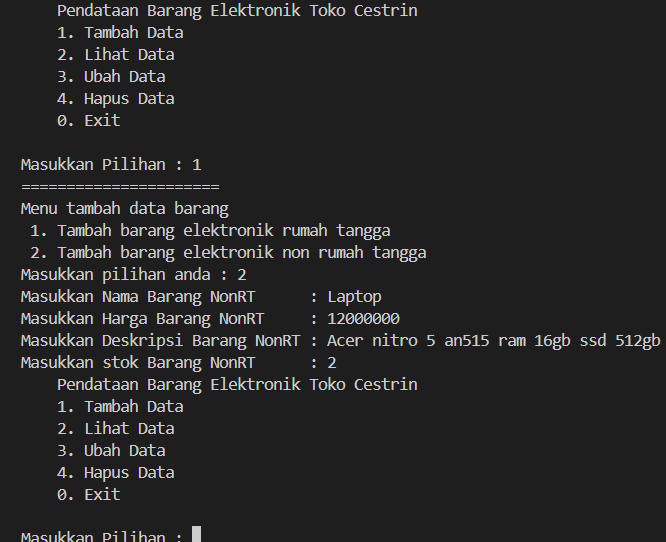 Pendataan Barang Elektronik Toko Cestrin
1. Tambah Data
2. Lihat Data
3. Ubah Data
4. Hapus Data
0. Exit
Masukkan Pilihan : 1
======================
Menu tambah data barang
1. Tambah barang elektronik rumah tangga
2. Tambah barang elektronik non rumah tangga
Masukkan pilihan anda : 2
Masukkan Nama Barang NonRT : Laptop
Masukkan Harga Barang NonRT : 12000000
Masukkan Deskripsi Barang NonRT : Acer nitro 5 an515 ram 16gb ssd 512gb
Masukkan stok Barang NonRT : 2
Pendataan Barang Elektronik Toko Cestrin
1. Tambah Data
2. Lihat Data
3. Ubah Data
4. Hapus Data
0. Exit
Masukkan Pilihan :